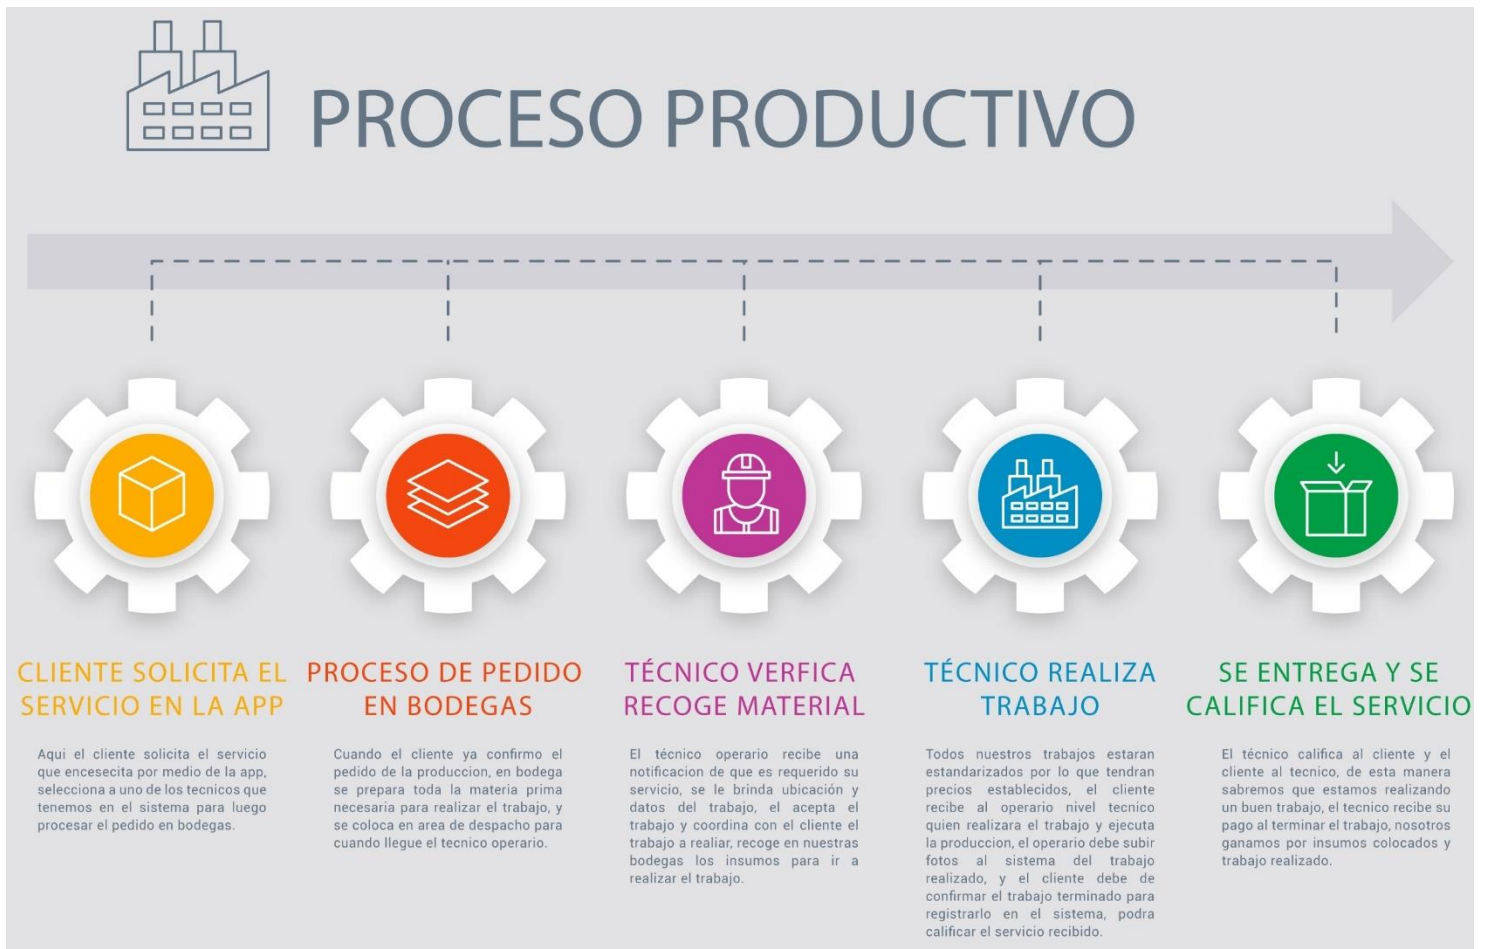 PROCESO PRODUCTIVO
CLIENTE SOLICITA EL
SERVICIO EN LA APP
Aqui el cliente solicita el servicio
que encesecita por medio de la app,
selecciona a uno de los tecnicos que
tenemos en el sistema para luego
procesar el pedido en bodegas.
PROCESO DE PEDIDO
EN BODEGAS
Cuando el cliente ya confirmo el
pedido de la produccion, en bodega
se prepara toda la materia prima
necesaria para realizar el trabajo, y
se coloca en area de despacho para
cuando llegue el tecnico operario.
TÉCNICO VERFICA
RECOGE MATERIAL
El técnico operario recibe una
notificacion de que es requerido su
servicio, se le brinda ubicación y
datos del trabajo, el acepta el
trabajo y coordina con el cliente el
trabajo a realiar, recoge en nuestras
bodegas los insumos para ir a
realizar el trabajo.
TÉCNICO REALIZA
TRABAJO
Todos nuestros trabajos estaran
estandarizados por lo que tendran
precios establecidos, el cliente
recibe al operario nivel tecnico
quien realizara el trabajo y ejecuta
la produccion, el operario debe subir
fotos al sistema del trabajo
realizado, y el cliente debe de
confirmar el trabajo terminado para
registrarlo en el sistema, podra
calificar el servicio recibido.
SE ENTREGA Y SE
CALIFICA EL SERVICIO
El técnico califica al cliente y el
cliente al tecnico, de esta manera
sabremos que estamos realizando
un buen trabajo, el tecnico recibe su
pago al terminar el trabajo, nosotros
ganamos por insumos colocados y
trabajo realizado.